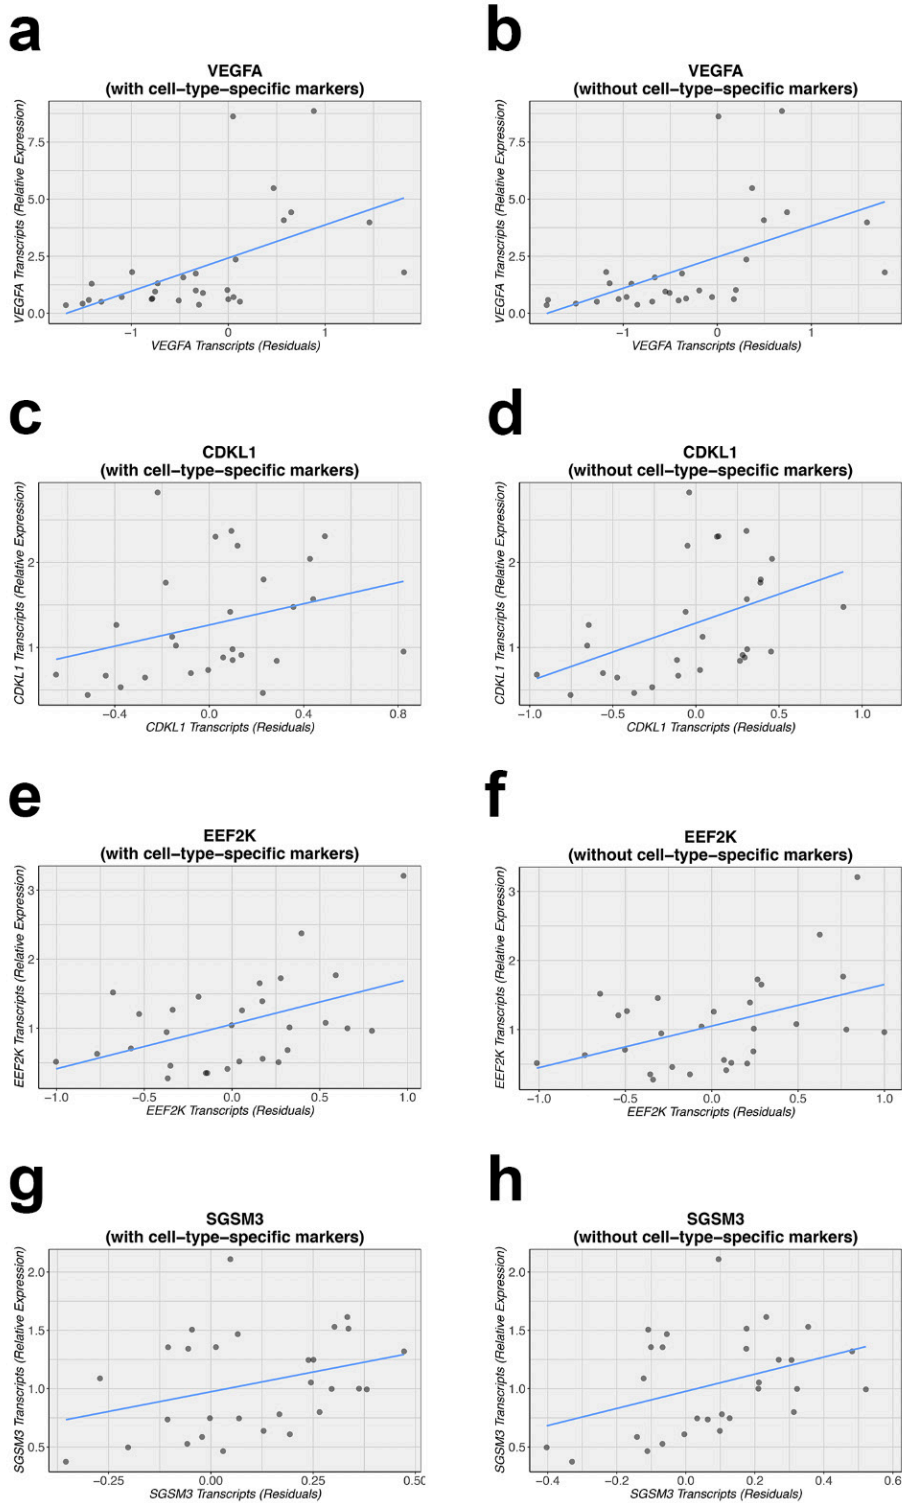 a
VEGFA
(with cell-type-specific markers)
VEGFA Transcripts (Relative Expression)
7.5
5.0
2.5
0.0
-1 0 1
VEGFA Transcripts (Residuals)
b
VEGFA
(without cell-type-specific markers)
VEGFA Transcripts (Relative Expression)
7.5
5.0
2.5
0.0
-1 0 1
VEGFA Transcripts (Residuals)
c
CDKL1
(with cell-type-specific markers)
CDKL1 Transcripts (Relative Expression)
2
1
-0.4 0.0 0.4 0.8
CDKL1 Transcripts (Residuals)
d
CDKL1
(without cell-type-specific markers)
CDKL1 Transcripts (Relative Expression)
2
1
-1.0 -0.5 0.0 0.5 1.0
CDKL1 Transcripts (Residuals)
e
EEF2K
(with cell-type-specific markers)
EEF2K Transcripts (Relative Expression)
3
2
1
-1.0 -0.5 0.0 0.5 1.0
EEF2K Transcripts (Residuals)
f
EEF2K
(without cell-type-specific markers)
EEF2K Transcripts (Relative Expression)
3
2
1
-1.0 -0.5 0.0 0.5 1.0
EEF2K Transcripts (Residuals)
g
SGSM3
(with cell-type-specific markers)
SGSM3 Transcripts (Relative Expression)
2.0
1.5
1.0
0.5
-0.25 0.00 0.25 0.50
SGSM3 Transcripts (Residuals)
h
SGSM3
(without cell-type-specific markers)
SGSM3 Transcripts (Relative Expression)
2.0
1.5
1.0
0.5
-0.4 -0.2 0.0 0.2 0.4 0.6
SGSM3 Transcripts (Residuals)